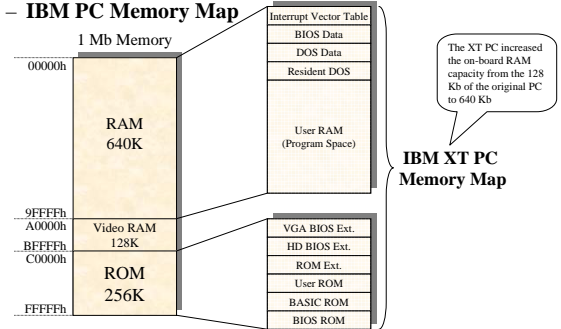 – IBM PC Memory Map
1 Mb Memory
00000h
RAM
640K
9FFFFh
A0000h
Video RAM
128K
BFFFFh
C0000h
ROM
256K
FFFFFh
Interrupt Vector Table
BIOS Data
DOS Data
Resident DOS
User RAM
(Program Space)
VGA BIOS Ext.
HD BIOS Ext.
ROM Ext.
User ROM
BASIC ROM
BIOS ROM
The XT PC increased
the on-board RAM
capacity from the 128
Kb of the original PC
to 640 Kb
IBM XT PC
Memory Map